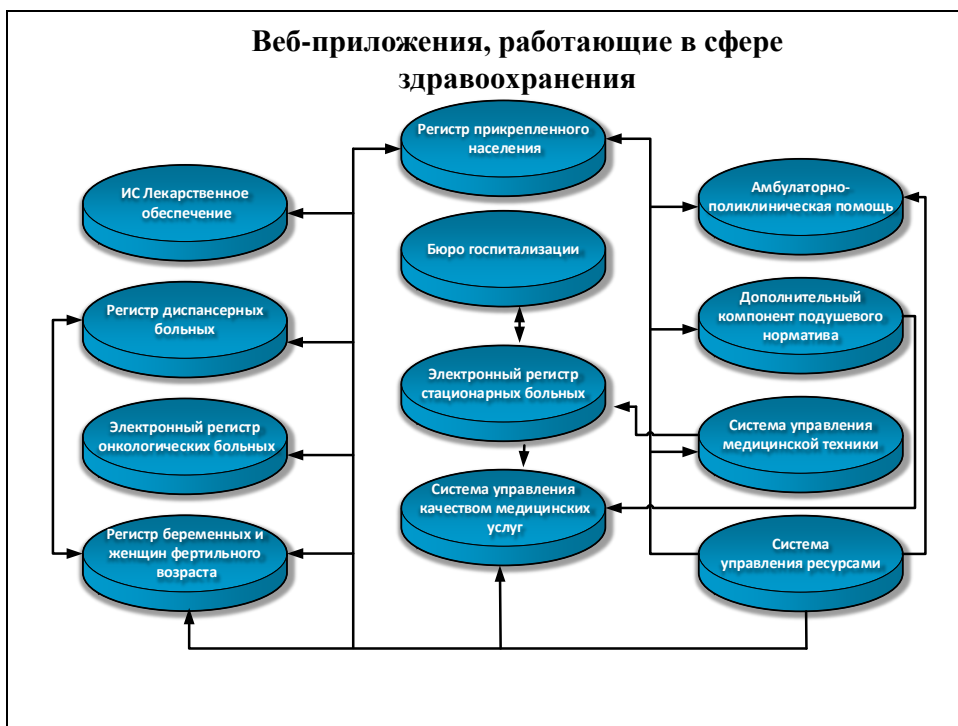 Веб-приложения, работающие в сфере
здравоохранения
Регистр прикрепленного
населения
ИС Лекарственное
обеспечение
Амбулаторно-
поликлиническая помощь
Бюро госпитализации
Регистр диспансерных
больных
Дополнительный
компонент подушевого
норматива
Электронный регистр
стационарных больных
Электронный регистр
онкологических больных
Система управления
медицинской техники
Система управления
качеством медицинских
услуг
Регистр беременных и
женщин фертильного
возраста
Система
управления ресурсами